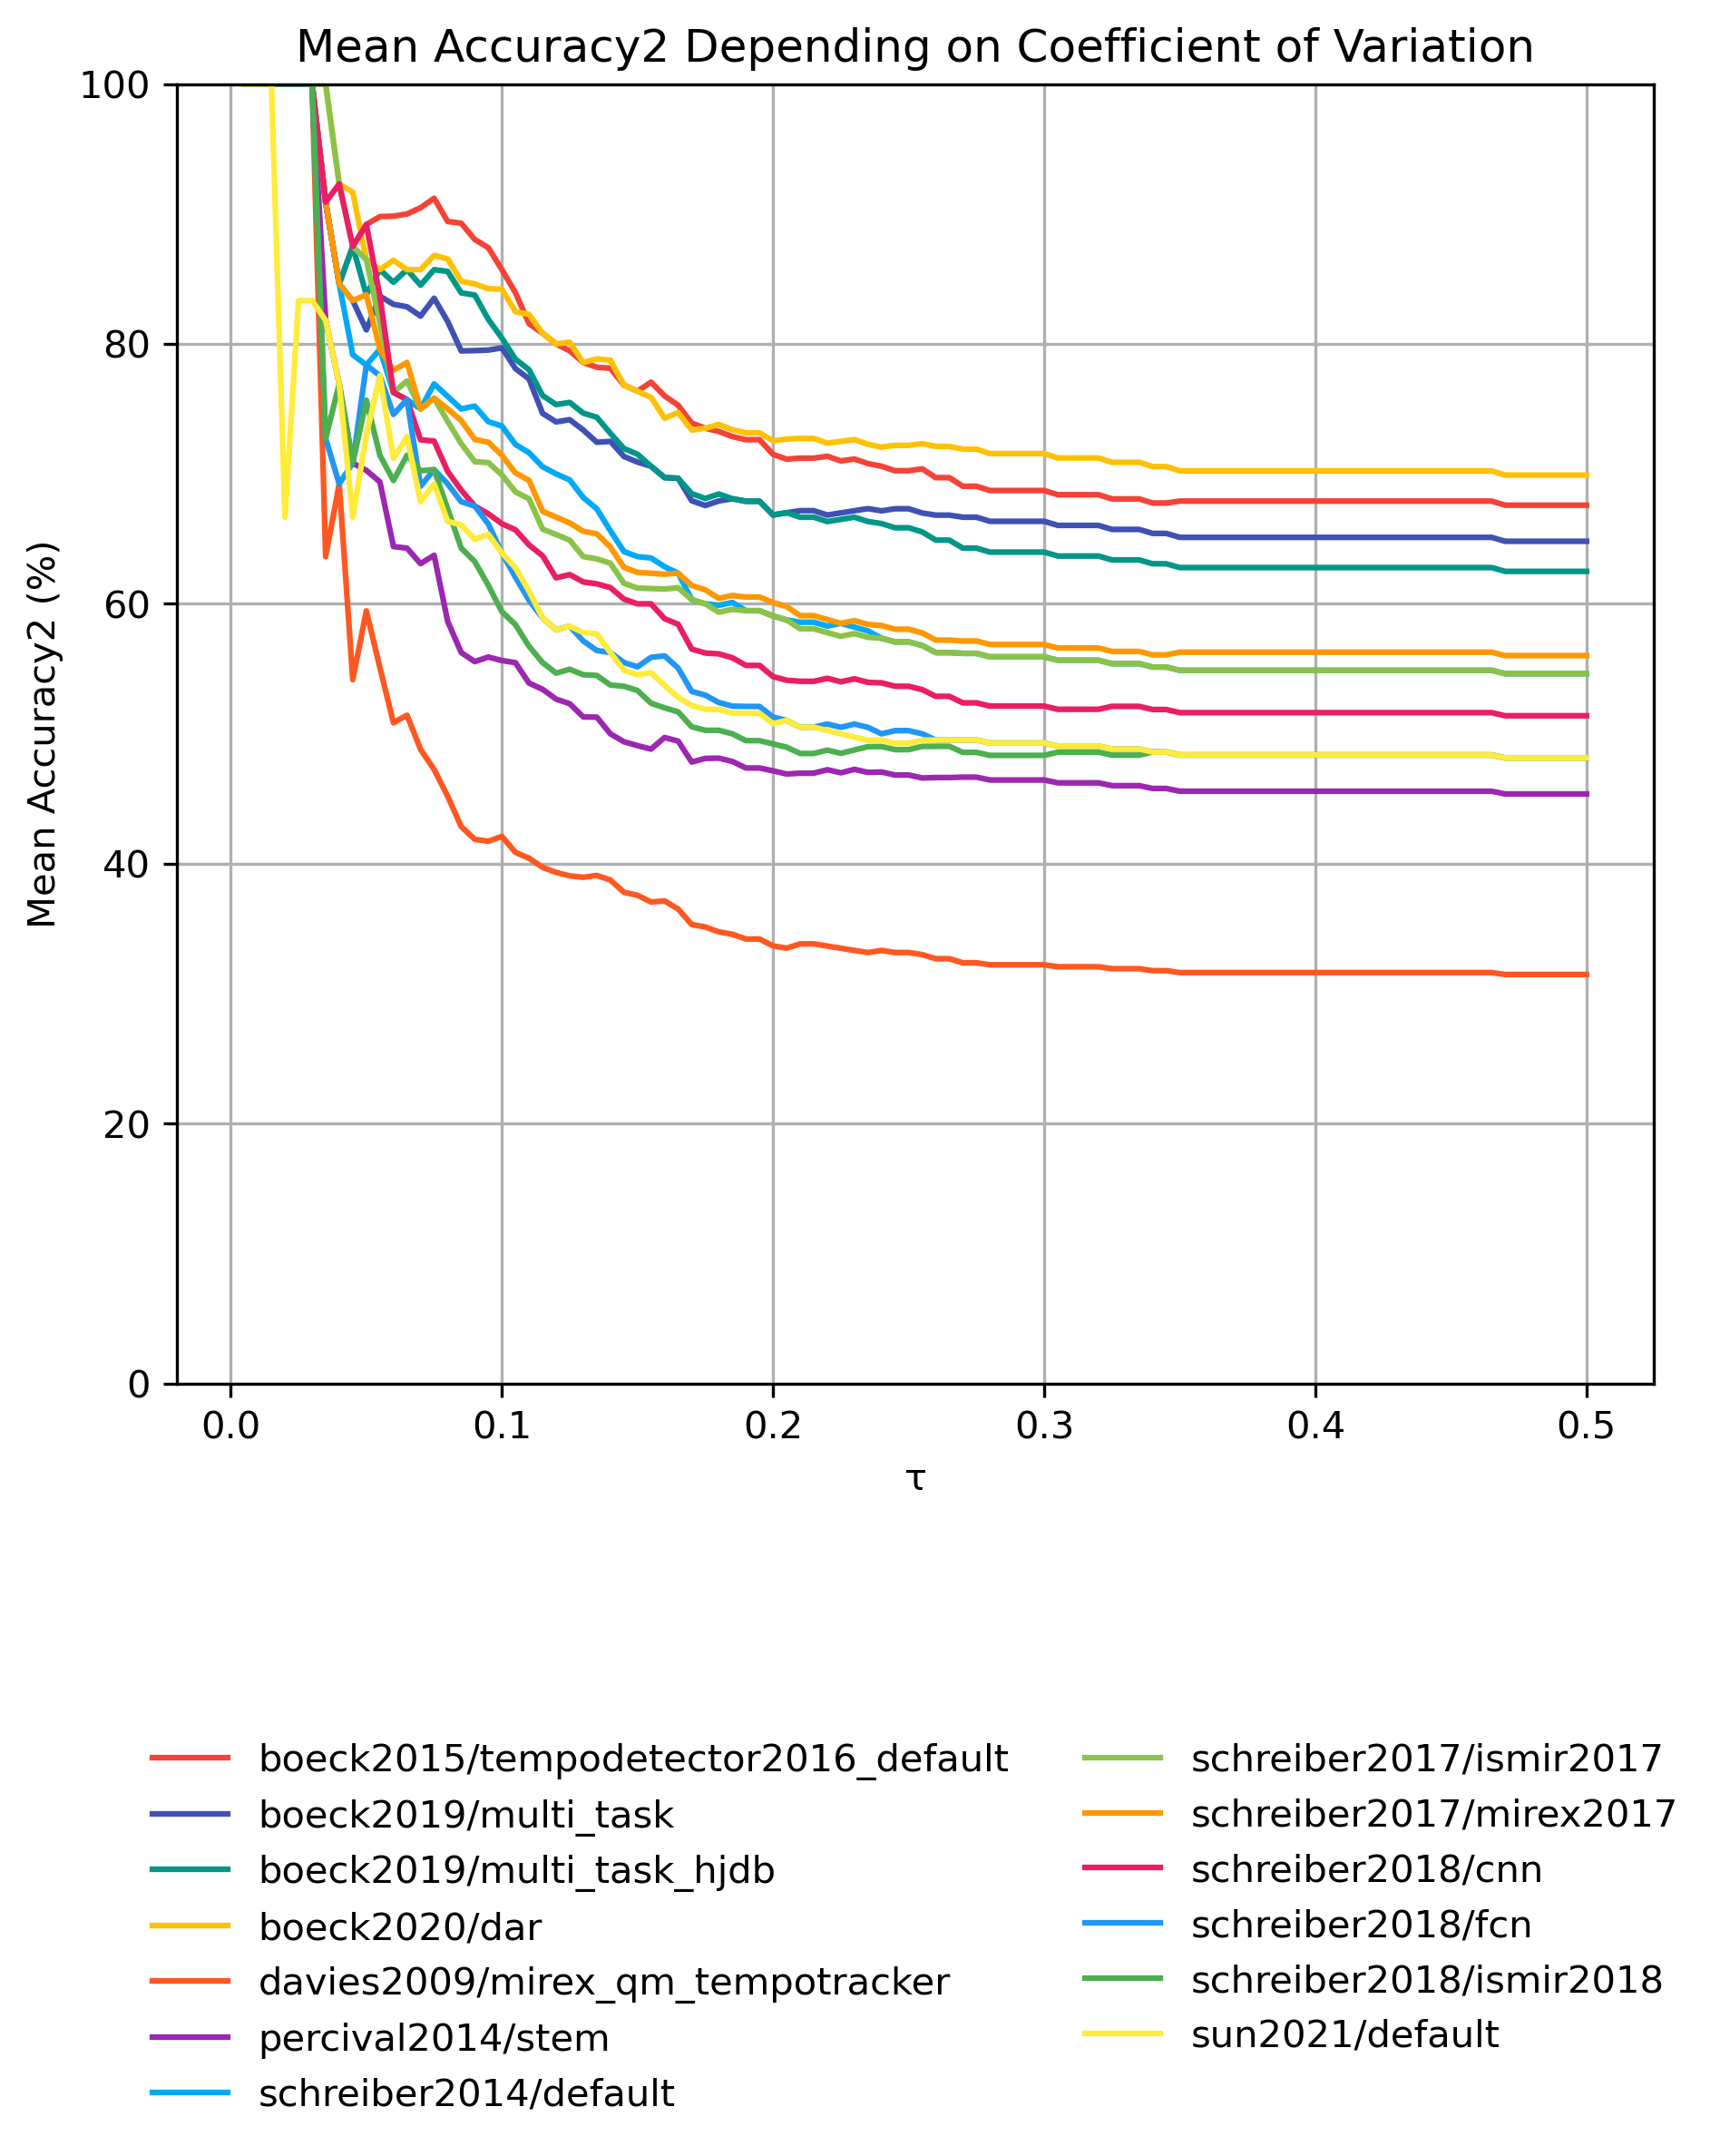 Mean Accuracy2 Depending on Coefficient of Variation
100
80
60
40
20
0
Mean Accuracy2 (%)
0.0 0.1 0.2 0.3 0.4 0.5
τ
boeck2015/tempodetector2016_default
boeck2019/multi_task
boeck2019/multi_task_hjdb
boeck2020/dar
davies2009/mirex_qm_tempotracker
percival2014/stem
schreiber2014/default
schreiber2017/ismir2017
schreiber2017/mirex2017
schreiber2018/cnn
schreiber2018/fcn
schreiber2018/ismir2018
sun2021/default